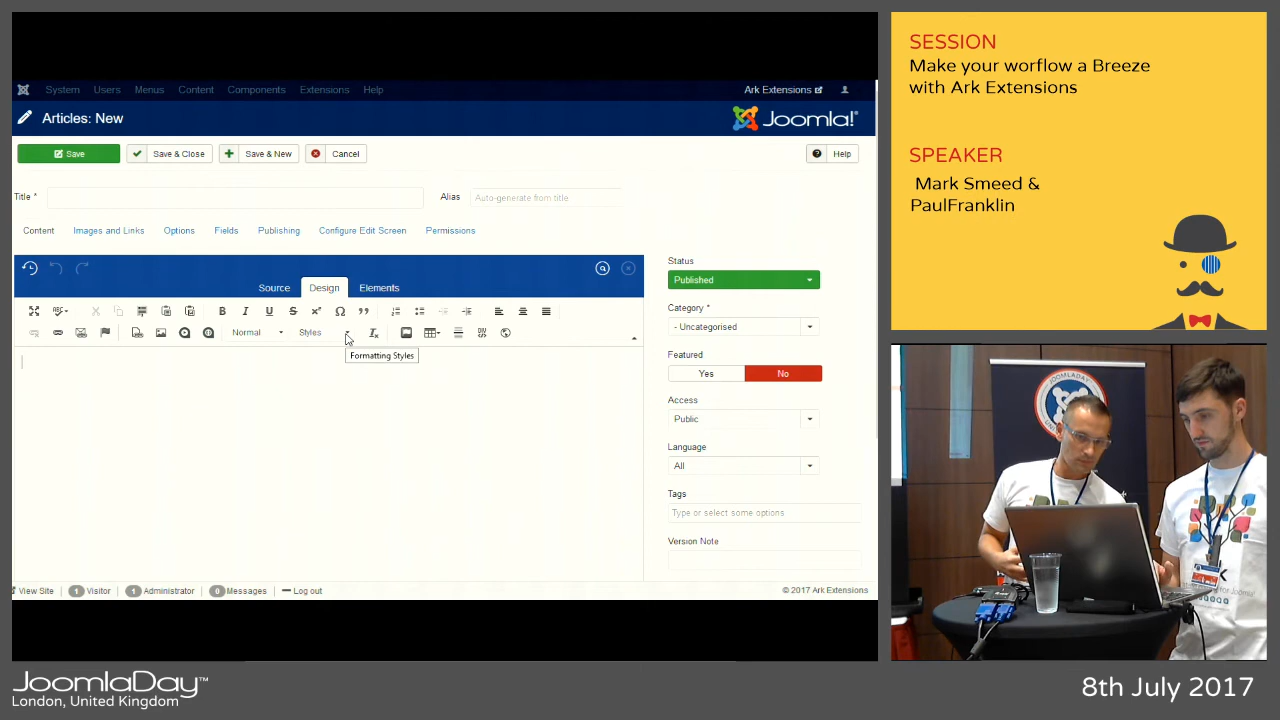 System Users Menus Content Components Extensions Help Ark Extensions
Articles: New
Joomla!®
Save Save & Close Save & New Cancel Help
Title * Alias Auto-generate from title
Content Images and Links Options Fields Publishing Configure Edit Screen Permissions
Source Design Elements
ABC B I U S
Normal Styles
Formatting Styles
Status
Published
Category *
- Uncategorised
Featured
Yes No
Access
Public
Language
All
Tags
Type or select some options
Version Note
View Site 1 Visitor 1 Administrator 0 Messages Log out © 2017 Ark Extensions
SESSION
Make your worflow a Breeze
with Ark Extensions
SPEAKER
Mark Smeed &
PaulFranklin
JOOMLADAY
JoomlaDay™
London, United Kingdom
8th July 2017